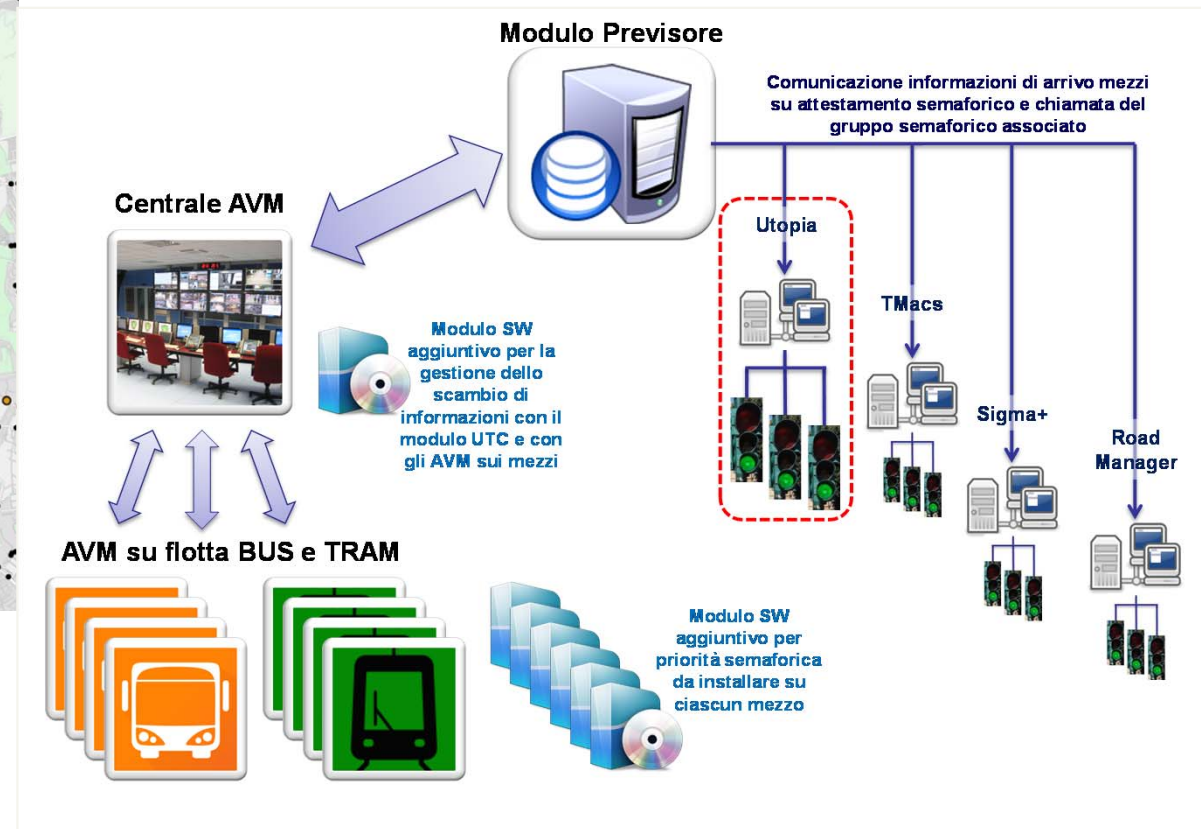 Modulo Previsore
Comunicazione informazioni di arrivo mezzi
su attestamento semaforico e chiamata del
gruppo semaforico associato
Centrale AVM
Utopia
TMacs
Sigma+
Road
Manager
Modulo SW
aggiuntivo per la
gestione dello
scambio di
informazioni con il
modulo UTC e con
gli AVM sui mezzi
AVM su flotta BUS e TRAM
Modulo SW
aggiuntivo per
priorità semaforica
da installare su
ciascun mezzo